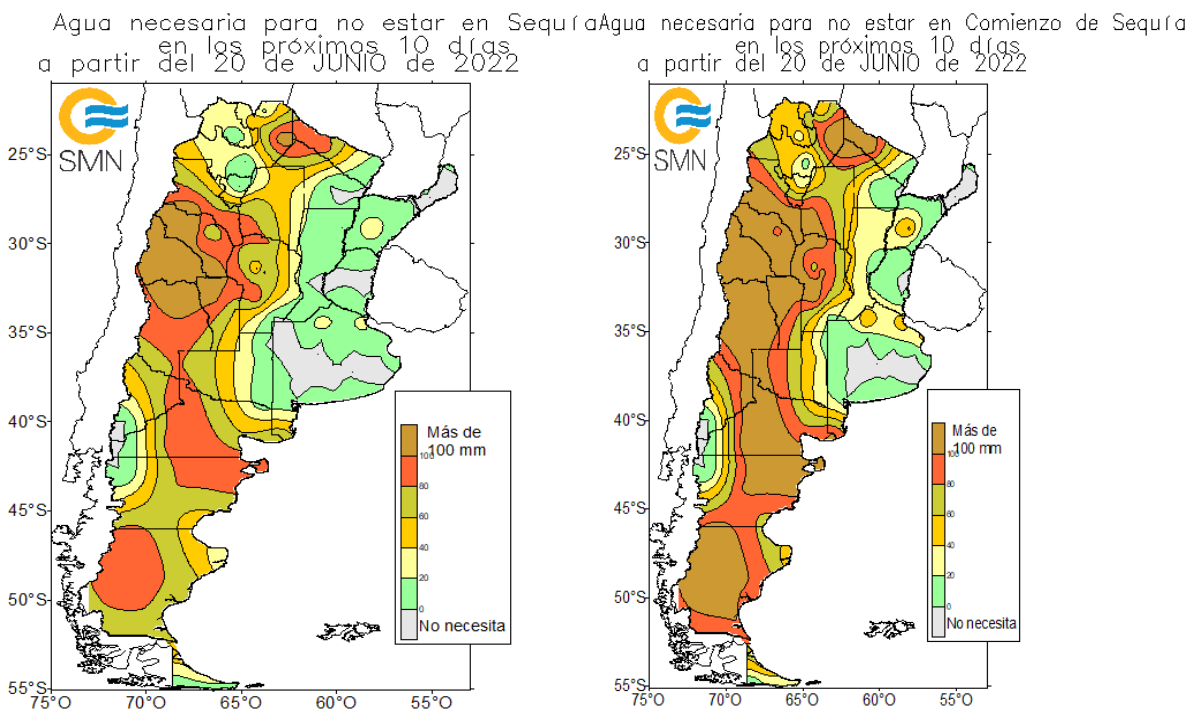 Agua necesaria para no estar en Sequía
en los próximos 10 días
a partir del 20 de JUNIO de 2022
SMN
25°S
30°S
35°S
40°S
45°S
50°S
55°S
75°O 70°O 65°O 60°O 55°O
Más de
100 mm
100
80
60
40
20
0
No necesita
Agua necesaria para no estar en Comienzo de Sequía
en los próximos 10 días
a partir del 20 de JUNIO de 2022
SMN
25°S
30°S
35°S
40°S
45°S
50°S
55°S
75°O 70°O 65°O 60°O 55°O
Más de
100 mm
100
80
60
40
20
0
No necesita